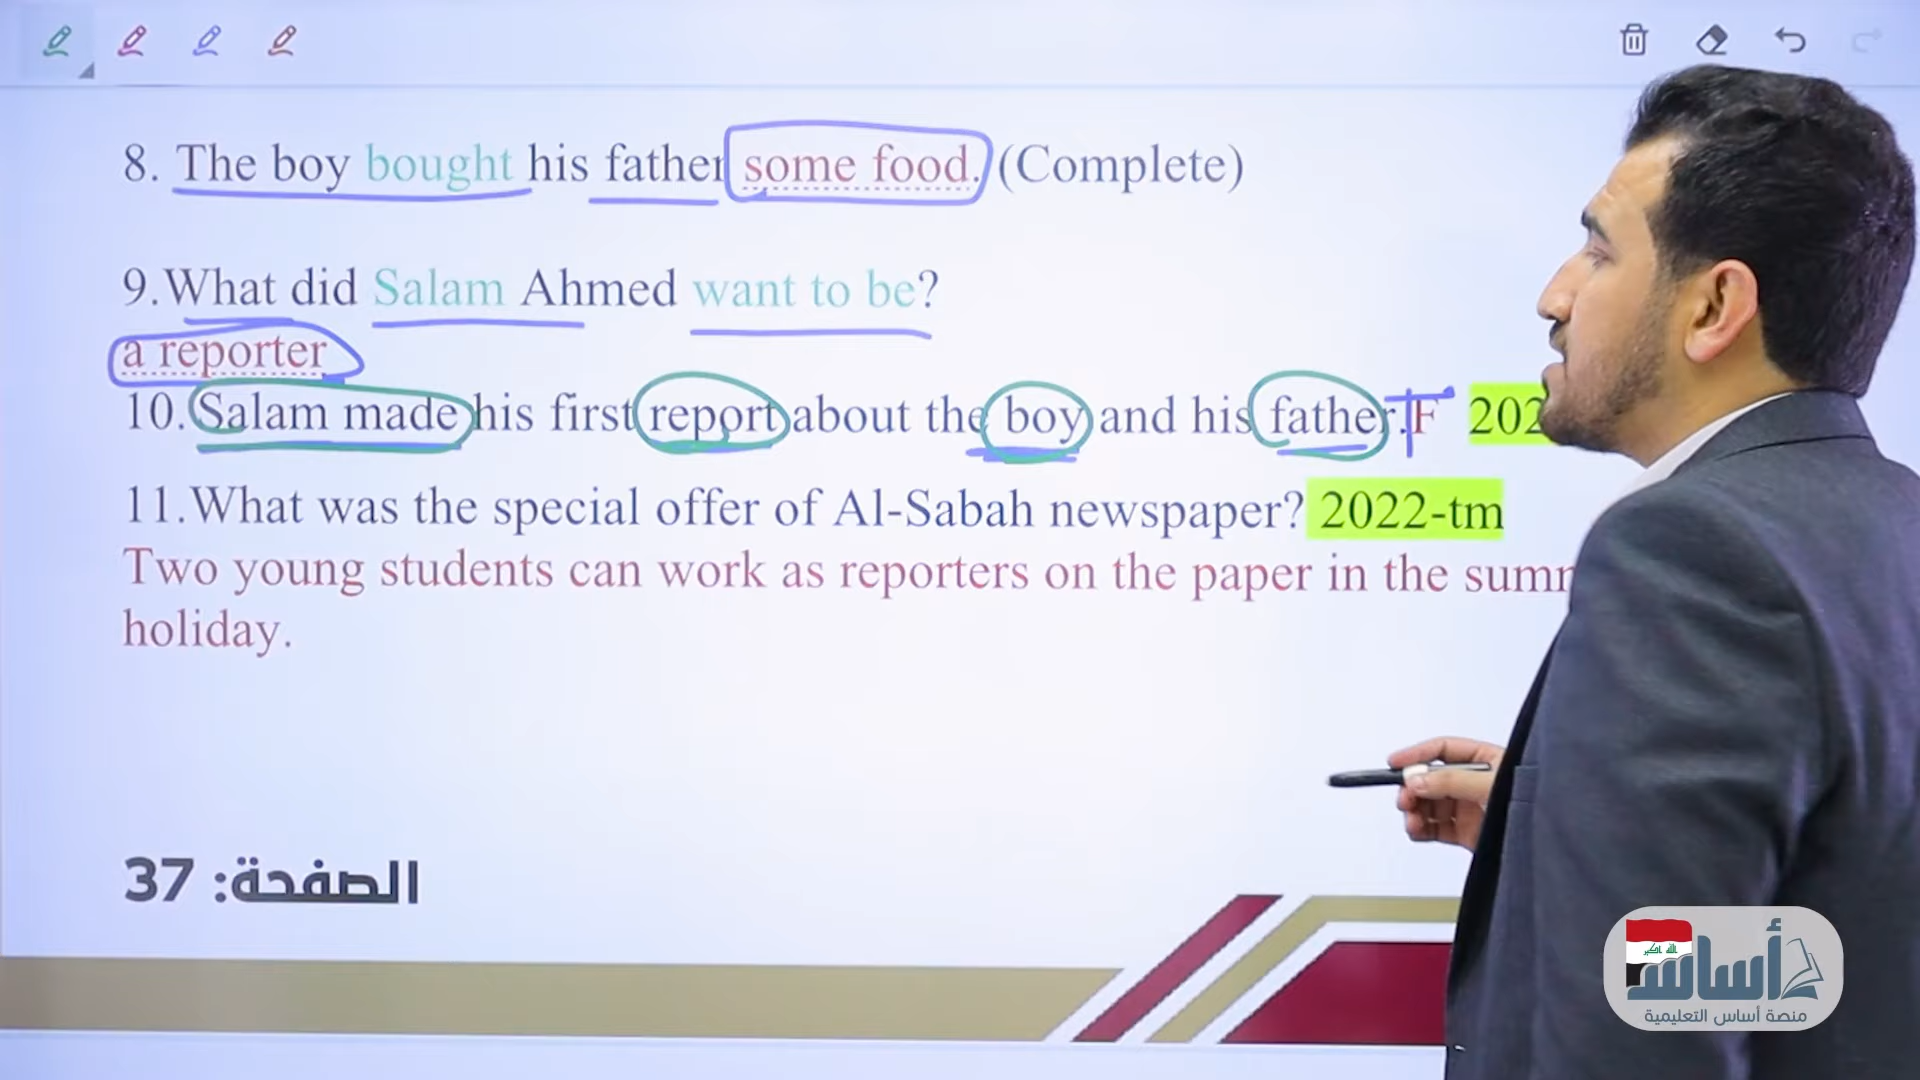 8. The boy bought his father some food. (Complete)
9.What did Salam Ahmed want to be?
a reporter
10.Salam made his first report about the boy and his father.F
11.What was the special offer of Al-Sabah newspaper? 2022-tm
Two young students can work as reporters on the paper in the
holiday.
الصفحة: 37
أساس
منصة أساس التعليمية